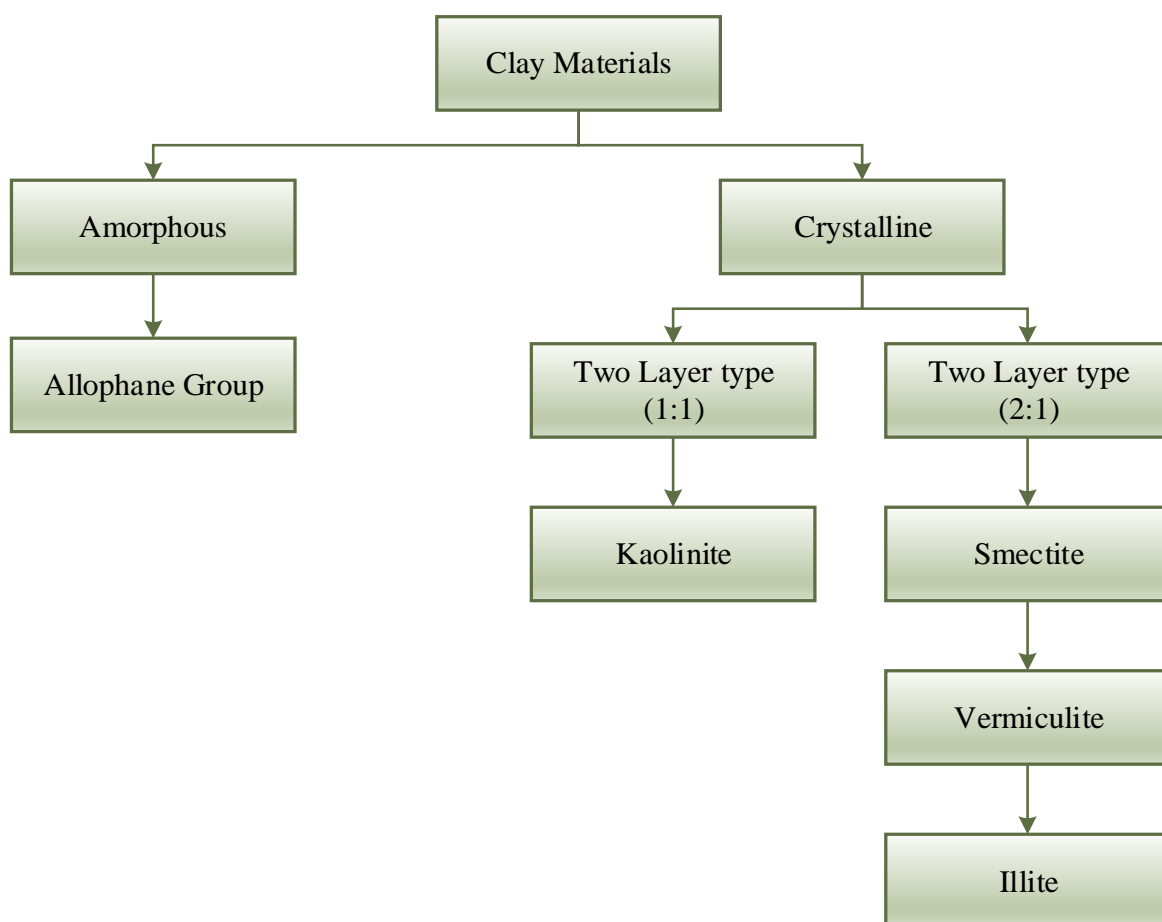 Clay Materials
Amorphous
Crystalline
Allophane Group
Two Layer type
(1:1)
Two Layer type
(2:1)
Kaolinite
Smectite
Vermiculite
Illite